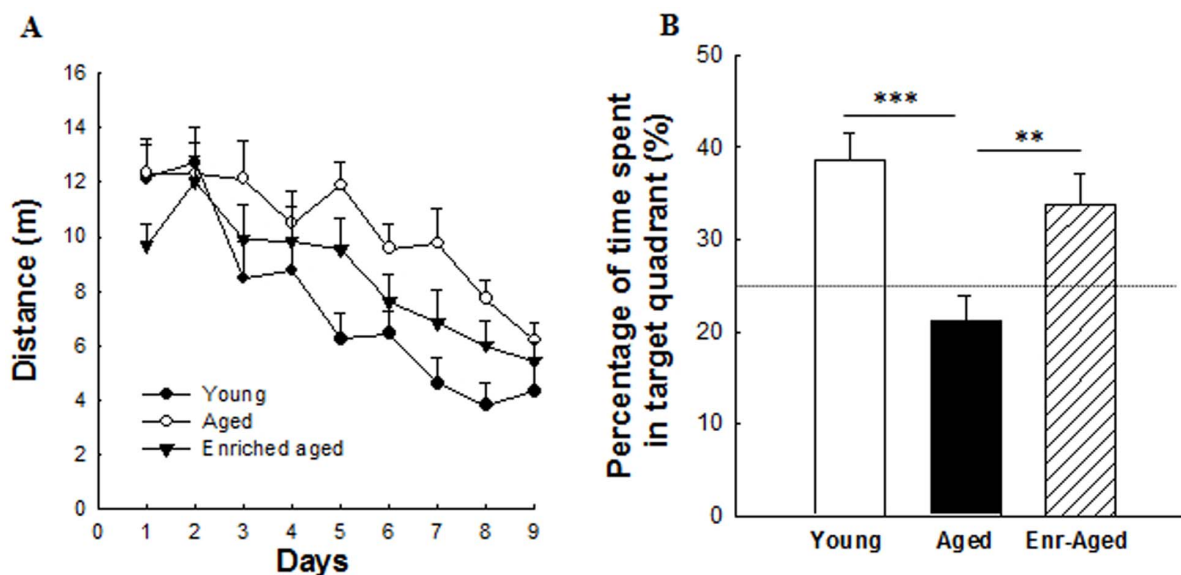 A
Distance (m)
16
14
12
10
8
6
4
2
0
Young
Aged
Enriched aged
0 1 2 3 4 5 6 7 8 9
Days
B
Percentage of time spent
in target quadrant (%)
50
40
30
20
10
0
***
**
Young Aged Enr-Aged